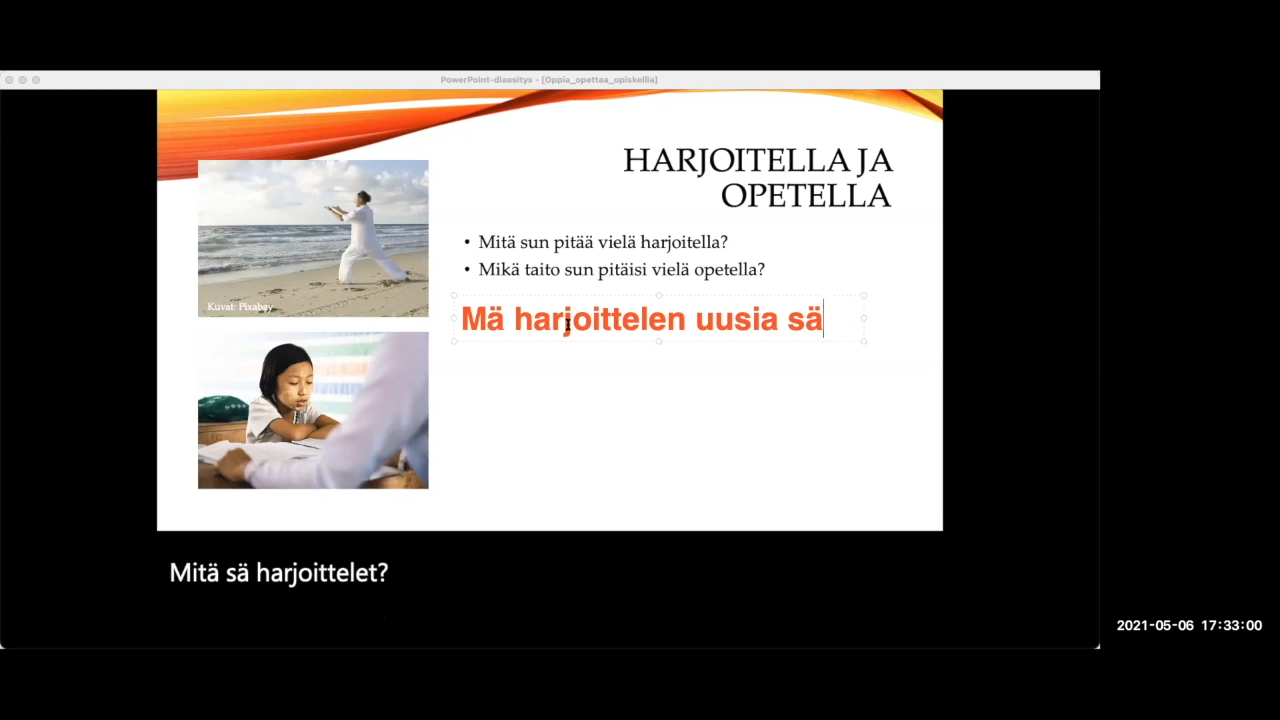 PowerPoint-diaesitys - [Oppia_opettaa_opiskellla]
HARJOITELLA JA
OPETELLA
• Mitä sun pitää vielä harjoitella?
• Mikä taito sun pitäisi vielä opetella?
Mä harjoittelen uusia sä
Kuvat: Pixabay
Mitä sä harjoittelet?
2021-05-06 17:33:00